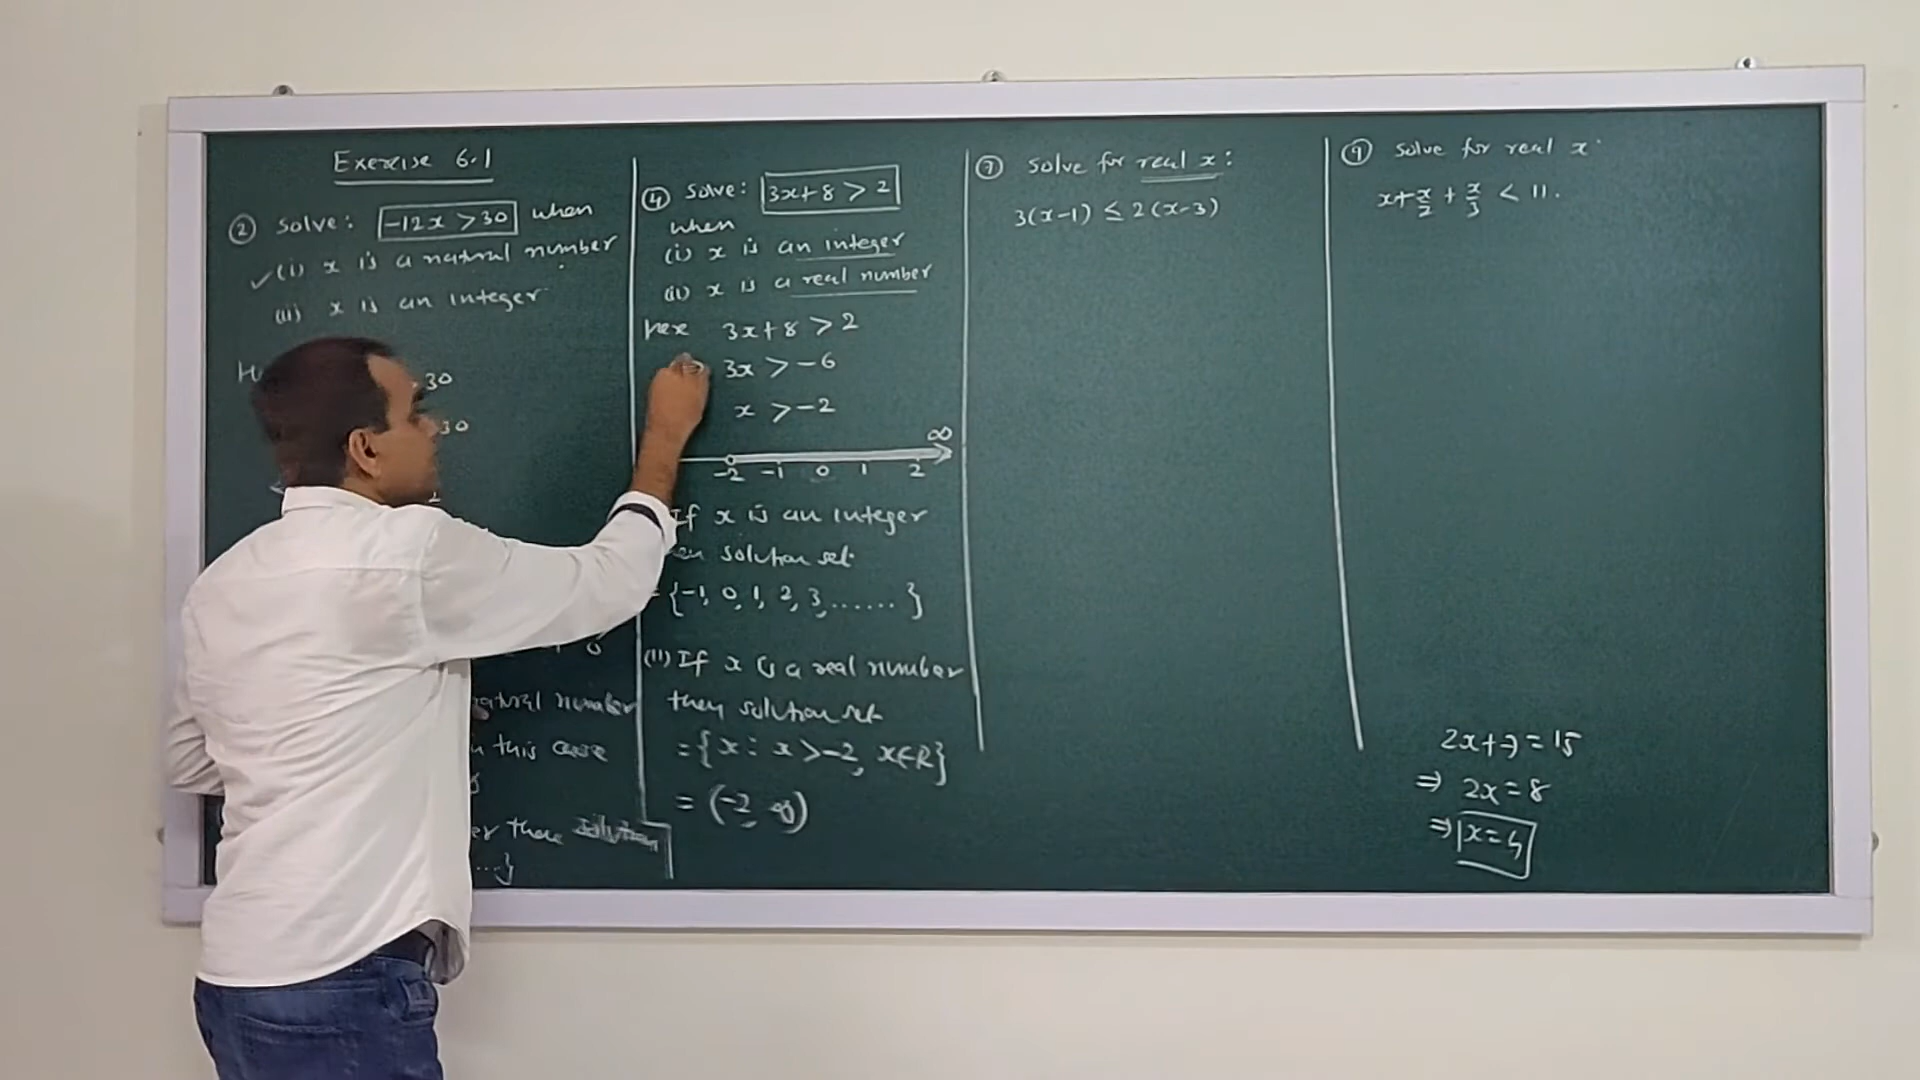 Exercise 6.1
② Solve: -12x > 30 when
✓(i) x is a natural number
(ii) x is an integer
30
30
0
natural number
this case
then solution
...}
④ Solve: 3x+8 > 2
when
(i) x is an integer
(ii) x is a real number
Here 3x+8 > 2
⇒ 3x > -6
x > -2
∞
-2 -1 0 1 2
If x is an integer
solution set
= {-1, 0, 1, 2, 3, ......}
(ii) If x is a real number
then solution set
= {x : x > -2, x∈R}
= (-2 ∞)
⑦ Solve for real x:
3(x-1) ≤ 2(x-3)
⑨ Solve for real x.
x + x/2 + x/3 < 11.
2x+7=15
⇒ 2x=8
⇒ x=4